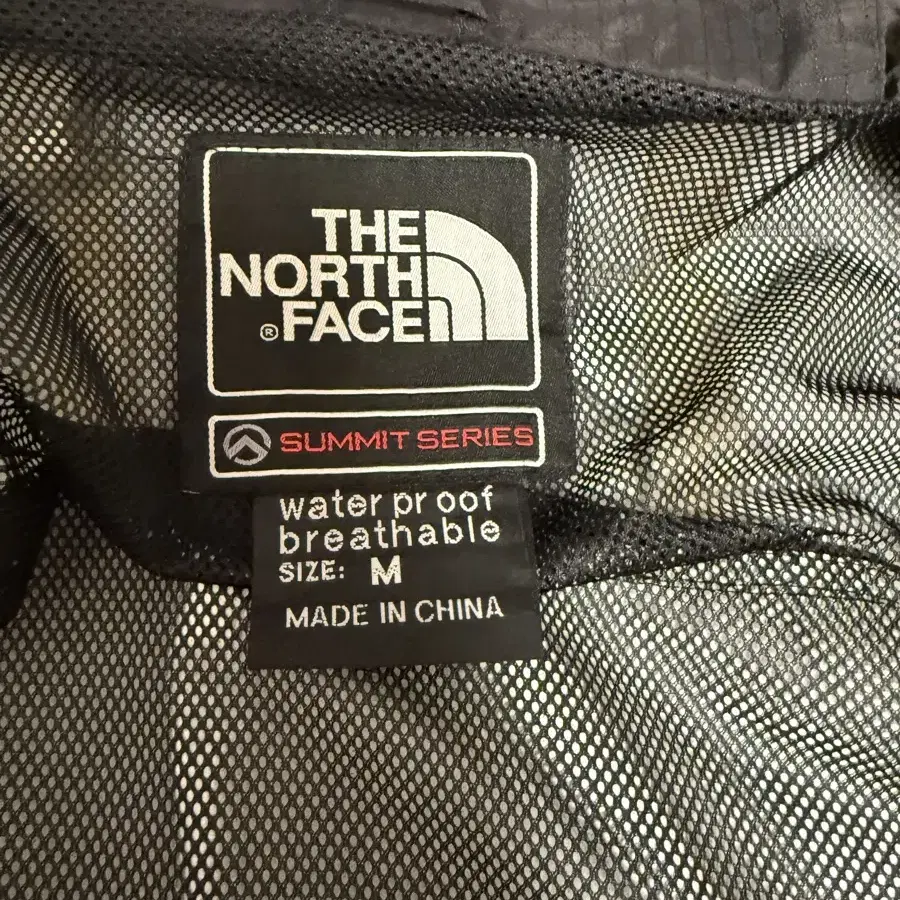 THE
NORTH
® FACE
SUMMIT SERIES
water pr oof
breathable
SIZE: M
MADE IN CHINA